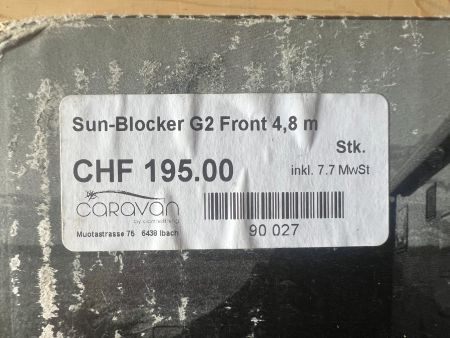 Sun-Blocker G2 Front 4,8 m
Stk.
CHF 195.00 inkl. 7.7 MwSt
caravan
Muotastrasse 75 6438 Ibach
90 027